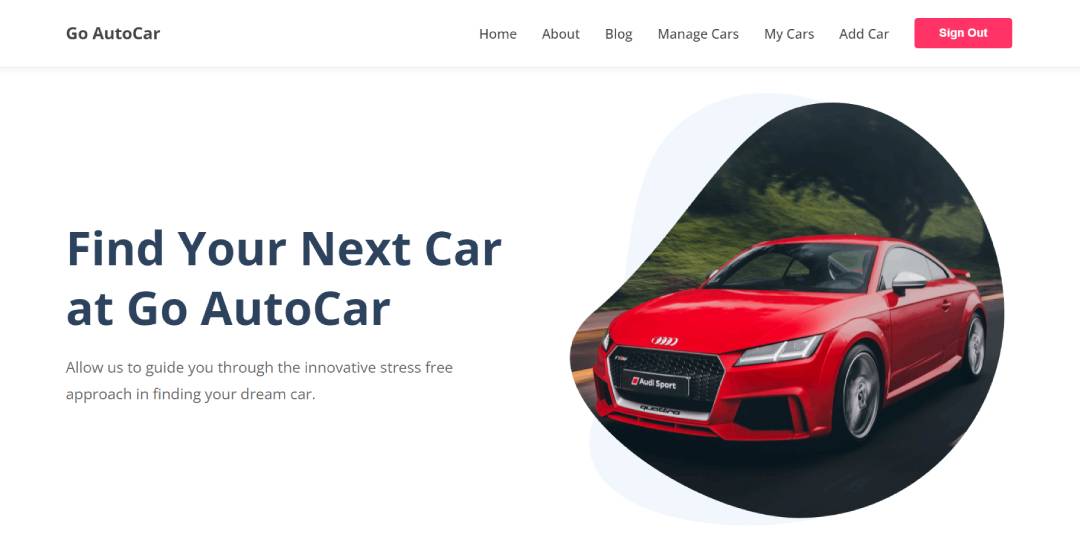 Go AutoCar
Home About Blog Manage Cars My Cars Add Car Sign Out
Find Your Next Car
at Go AutoCar
Allow us to guide you through the innovative stress free
approach in finding your dream car.
Audi Sport
quattro